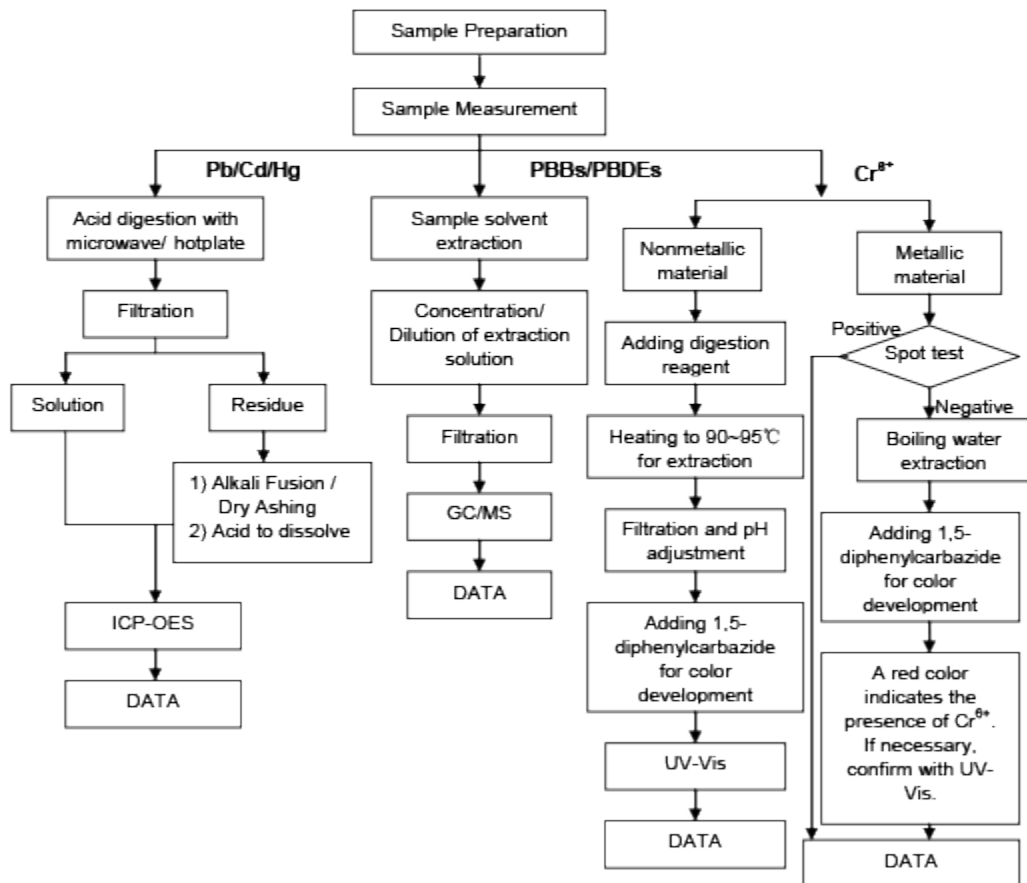 Sample Preparation
Sample Measurement
Pb/Cd/Hg
PBBs/PBDEs
Cr⁶⁺
Acid digestion with
microwave/ hotplate
Filtration
Solution
Residue
1) Alkali Fusion /
Dry Ashing
2) Acid to dissolve
ICP-OES
DATA
Sample solvent
extraction
Concentration/
Dilution of extraction
solution
Filtration
GC/MS
DATA
Nonmetallic
material
Adding digestion
reagent
Heating to 90~95℃
for extraction
Filtration and pH
adjustment
Adding 1,5-
diphenylcarbazide
for color
development
UV-Vis
DATA
Metallic
material
Positive
Spot test
Negative
Boiling water
extraction
Adding 1,5-
diphenylcarbazide
for color
development
A red color
indicates the
presence of Cr⁶⁺.
If necessary,
confirm with UV-
Vis.
DATA